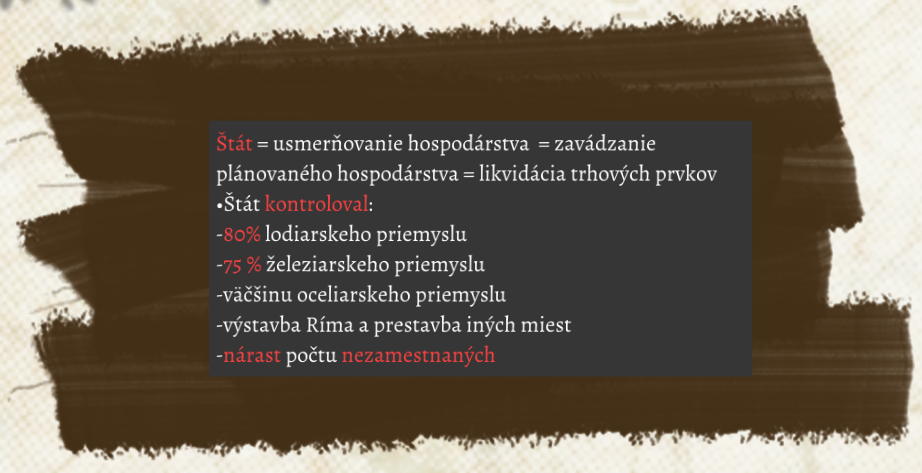 Štát = usmerňovanie hospodárstva = zavádzanie
plánovaného hospodárstva = likvidácia trhových prvkov
•Štát kontroloval:
-80% lodiarskeho priemyslu
-75 % železiarskeho priemyslu
-väčšinu oceliarskeho priemyslu
-výstavba Ríma a prestavba iných miest
-nárast počtu nezamestnaných